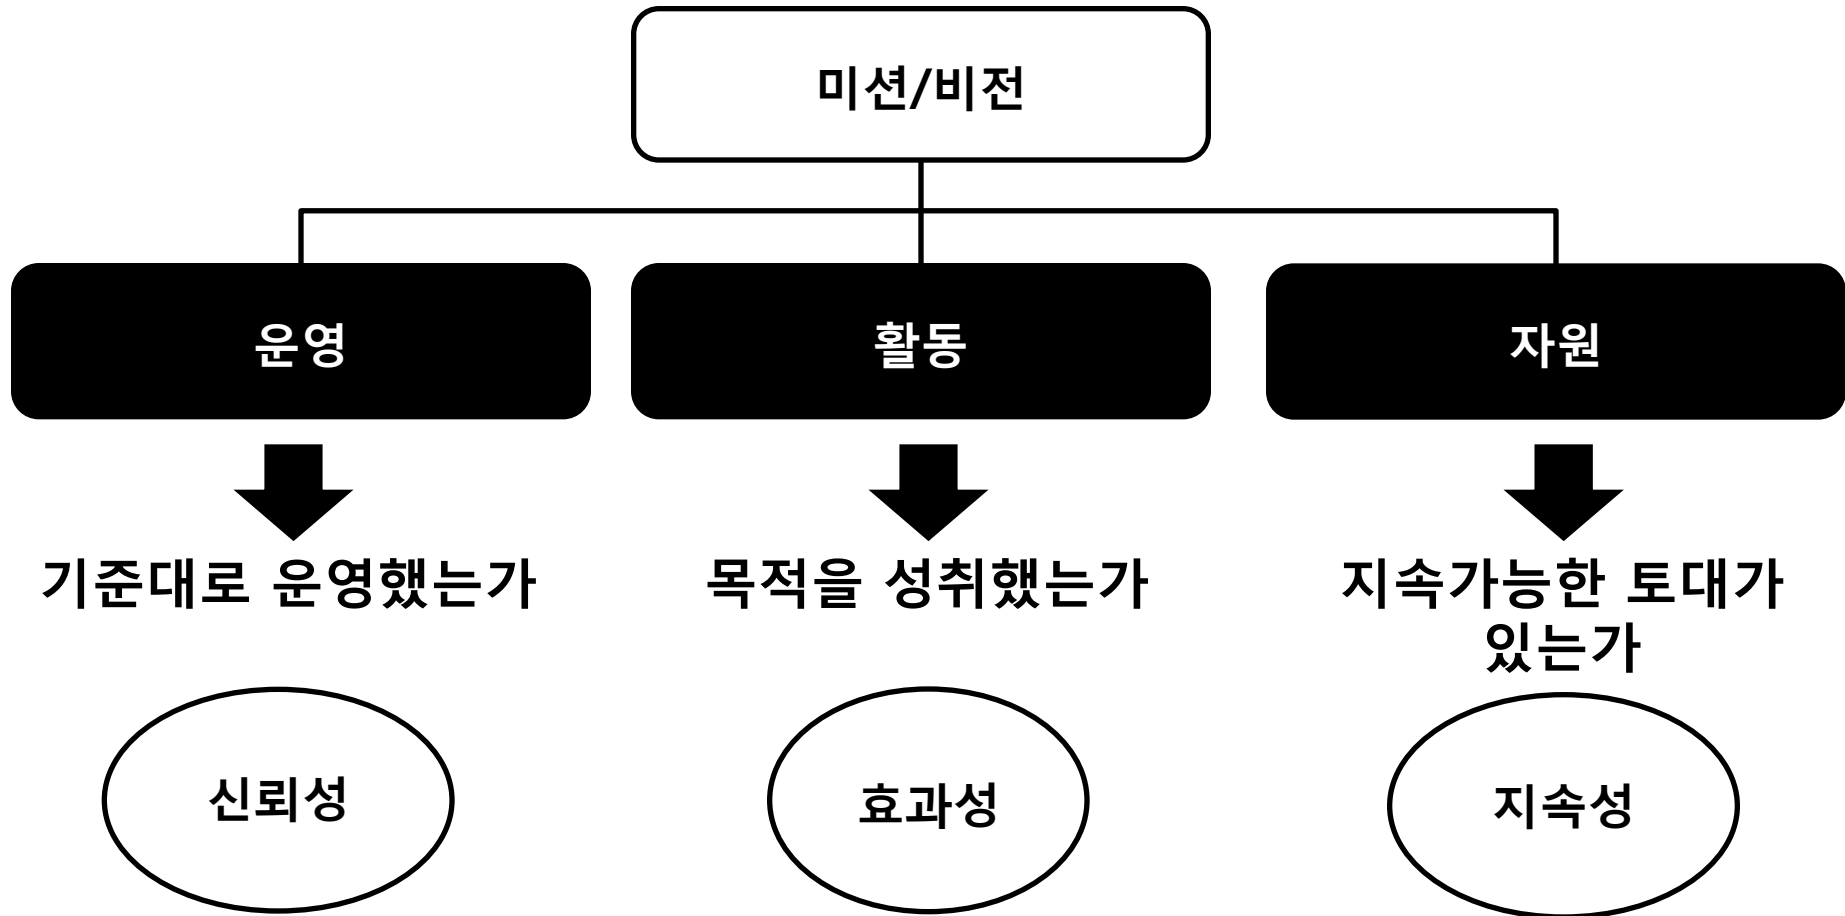 미션/비전
운영
활동
자원
기준대로 운영했는가
목적을 성취했는가
지속가능한 토대가
있는가
신뢰성
효과성
지속성